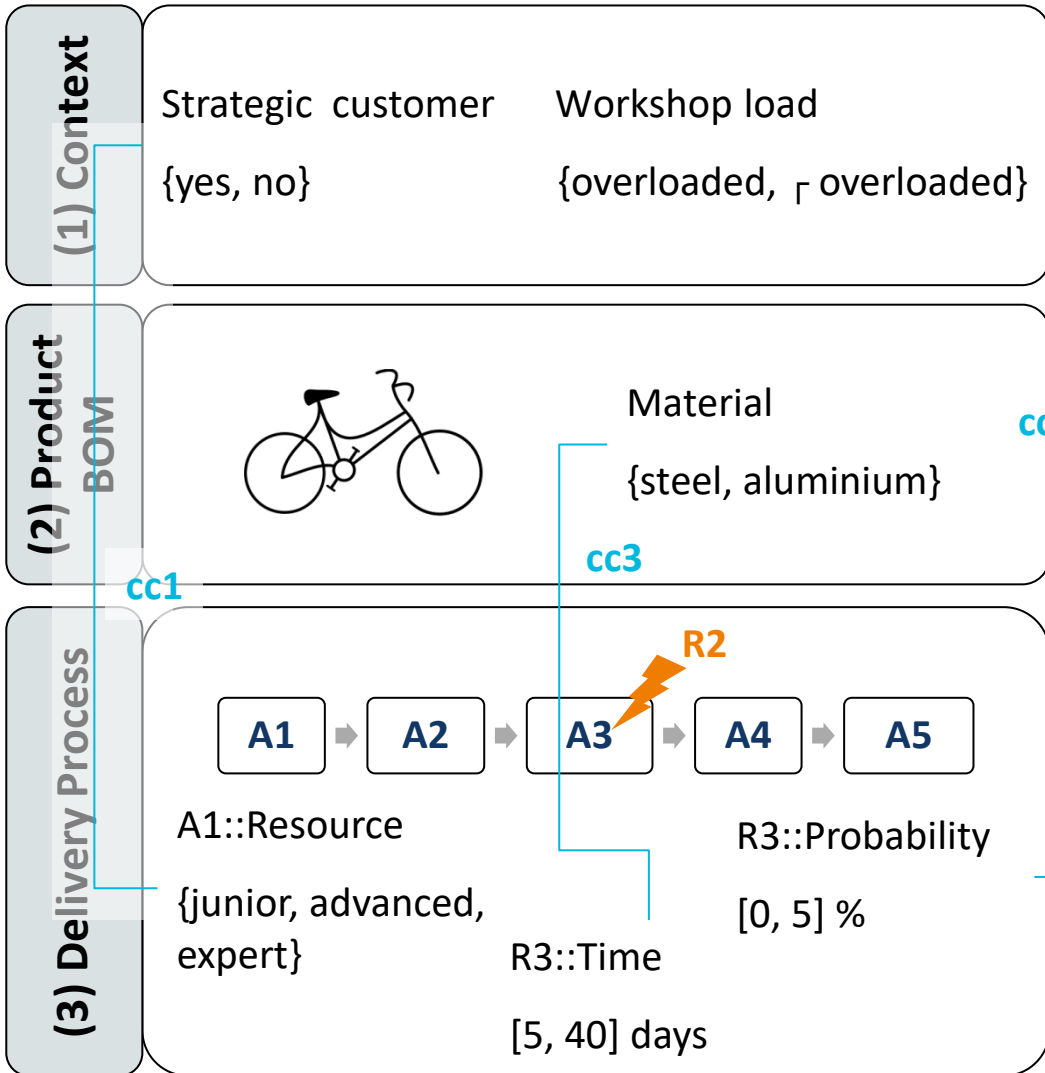 (1) Context
Strategic customer
{yes, no}
Workshop load
{overloaded, ┌ overloaded}
(2) Product
BOM
Material
{steel, aluminium}
cc
cc3
cc1
(3) Delivery Process
R2
A1
A2
A3
A4
A5
A1::Resource
{junior, advanced,
expert}
R3::Time
[5, 40] days
R3::Probability
[0, 5] %